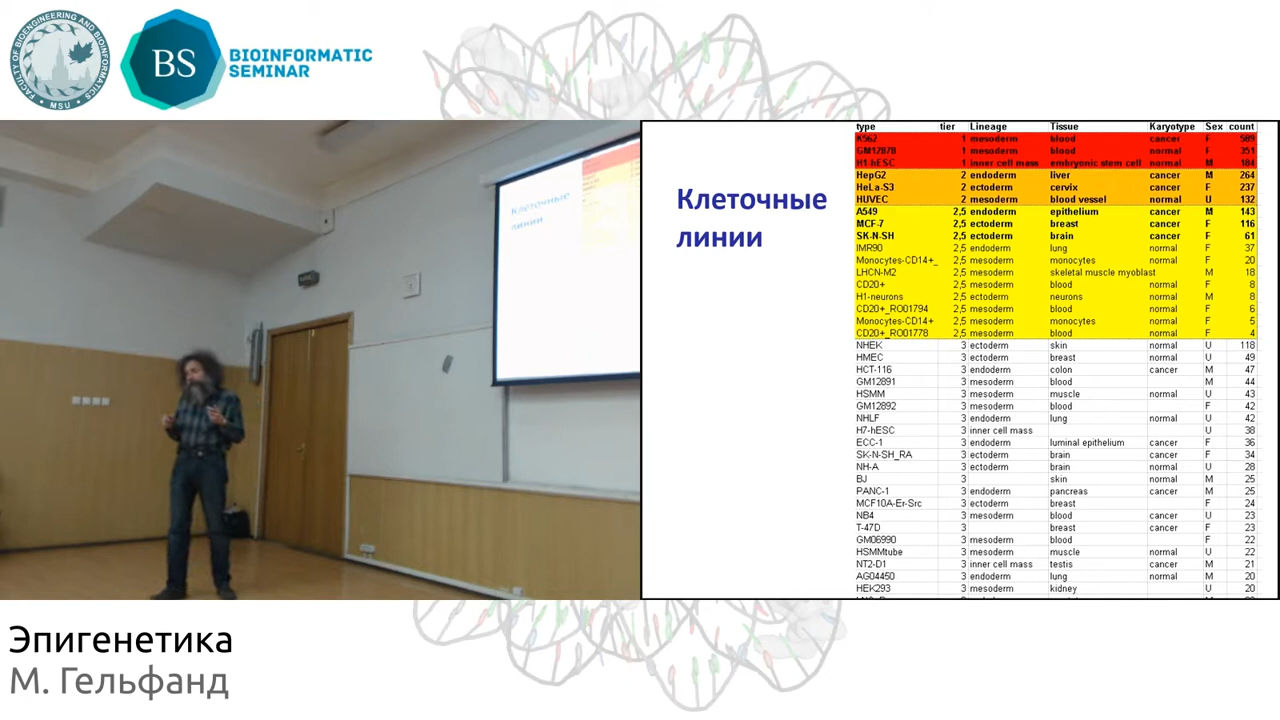 FACULTY OF BIOENGINEERING AND BIOINFORMATICS • MSU •
BS
BIOINFORMATIC
SEMINAR
Клеточные
линии
Клеточные
линии
type tier Lineage Tissue Karyotype Sex count
K562 1 mesoderm blood cancer F 589
GM12878 1 mesoderm blood normal F 351
H1-hESC 1 inner cell mass embryonic stem cell normal M 184
HepG2 2 endoderm liver cancer M 264
HeLa-S3 2 ectoderm cervix cancer F 237
HUVEC 2 mesoderm blood vessel normal U 132
A549 2,5 endoderm epithelium cancer M 143
MCF-7 2,5 ectoderm breast cancer F 116
SK-N-SH 2,5 ectoderm brain cancer F 61
IMR90 2,5 endoderm lung normal F 37
Monocytes-CD14+_ 2,5 mesoderm monocytes normal F 20
LHCN-M2 2,5 mesoderm skeletal muscle myoblast M 18
CD20+ 2,5 mesoderm blood normal F 8
H1-neurons 2,5 ectoderm neurons normal M 8
CD20+_RO01794 2,5 mesoderm blood normal F 6
Monocytes-CD14+ 2,5 mesoderm monocytes normal F 5
CD20+_RO01778 2,5 mesoderm blood normal F 4
NHEK 3 ectoderm skin normal U 118
HMEC 3 ectoderm breast normal U 49
HCT-116 3 endoderm colon cancer M 47
GM12891 3 mesoderm blood M 44
HSMM 3 mesoderm muscle normal U 43
GM12892 3 mesoderm blood F 42
NHLF 3 endoderm lung normal U 42
H7-hESC 3 inner cell mass U 38
ECC-1 3 endoderm luminal epithelium cancer F 36
SK-N-SH_RA 3 ectoderm brain cancer F 34
NH-A 3 ectoderm brain normal U 28
BJ 3 skin normal M 25
PANC-1 3 endoderm pancreas cancer M 25
MCF10A-Er-Src 3 ectoderm breast F 24
NB4 3 mesoderm blood cancer U 23
T-47D 3 breast cancer F 23
GM06990 3 mesoderm blood F 22
HSMMtube 3 mesoderm muscle normal U 22
NT2-D1 3 inner cell mass testis cancer M 21
AG04450 3 endoderm lung normal M 20
HEK293 3 mesoderm kidney U 20
Эпигенетика
М. Гельфанд